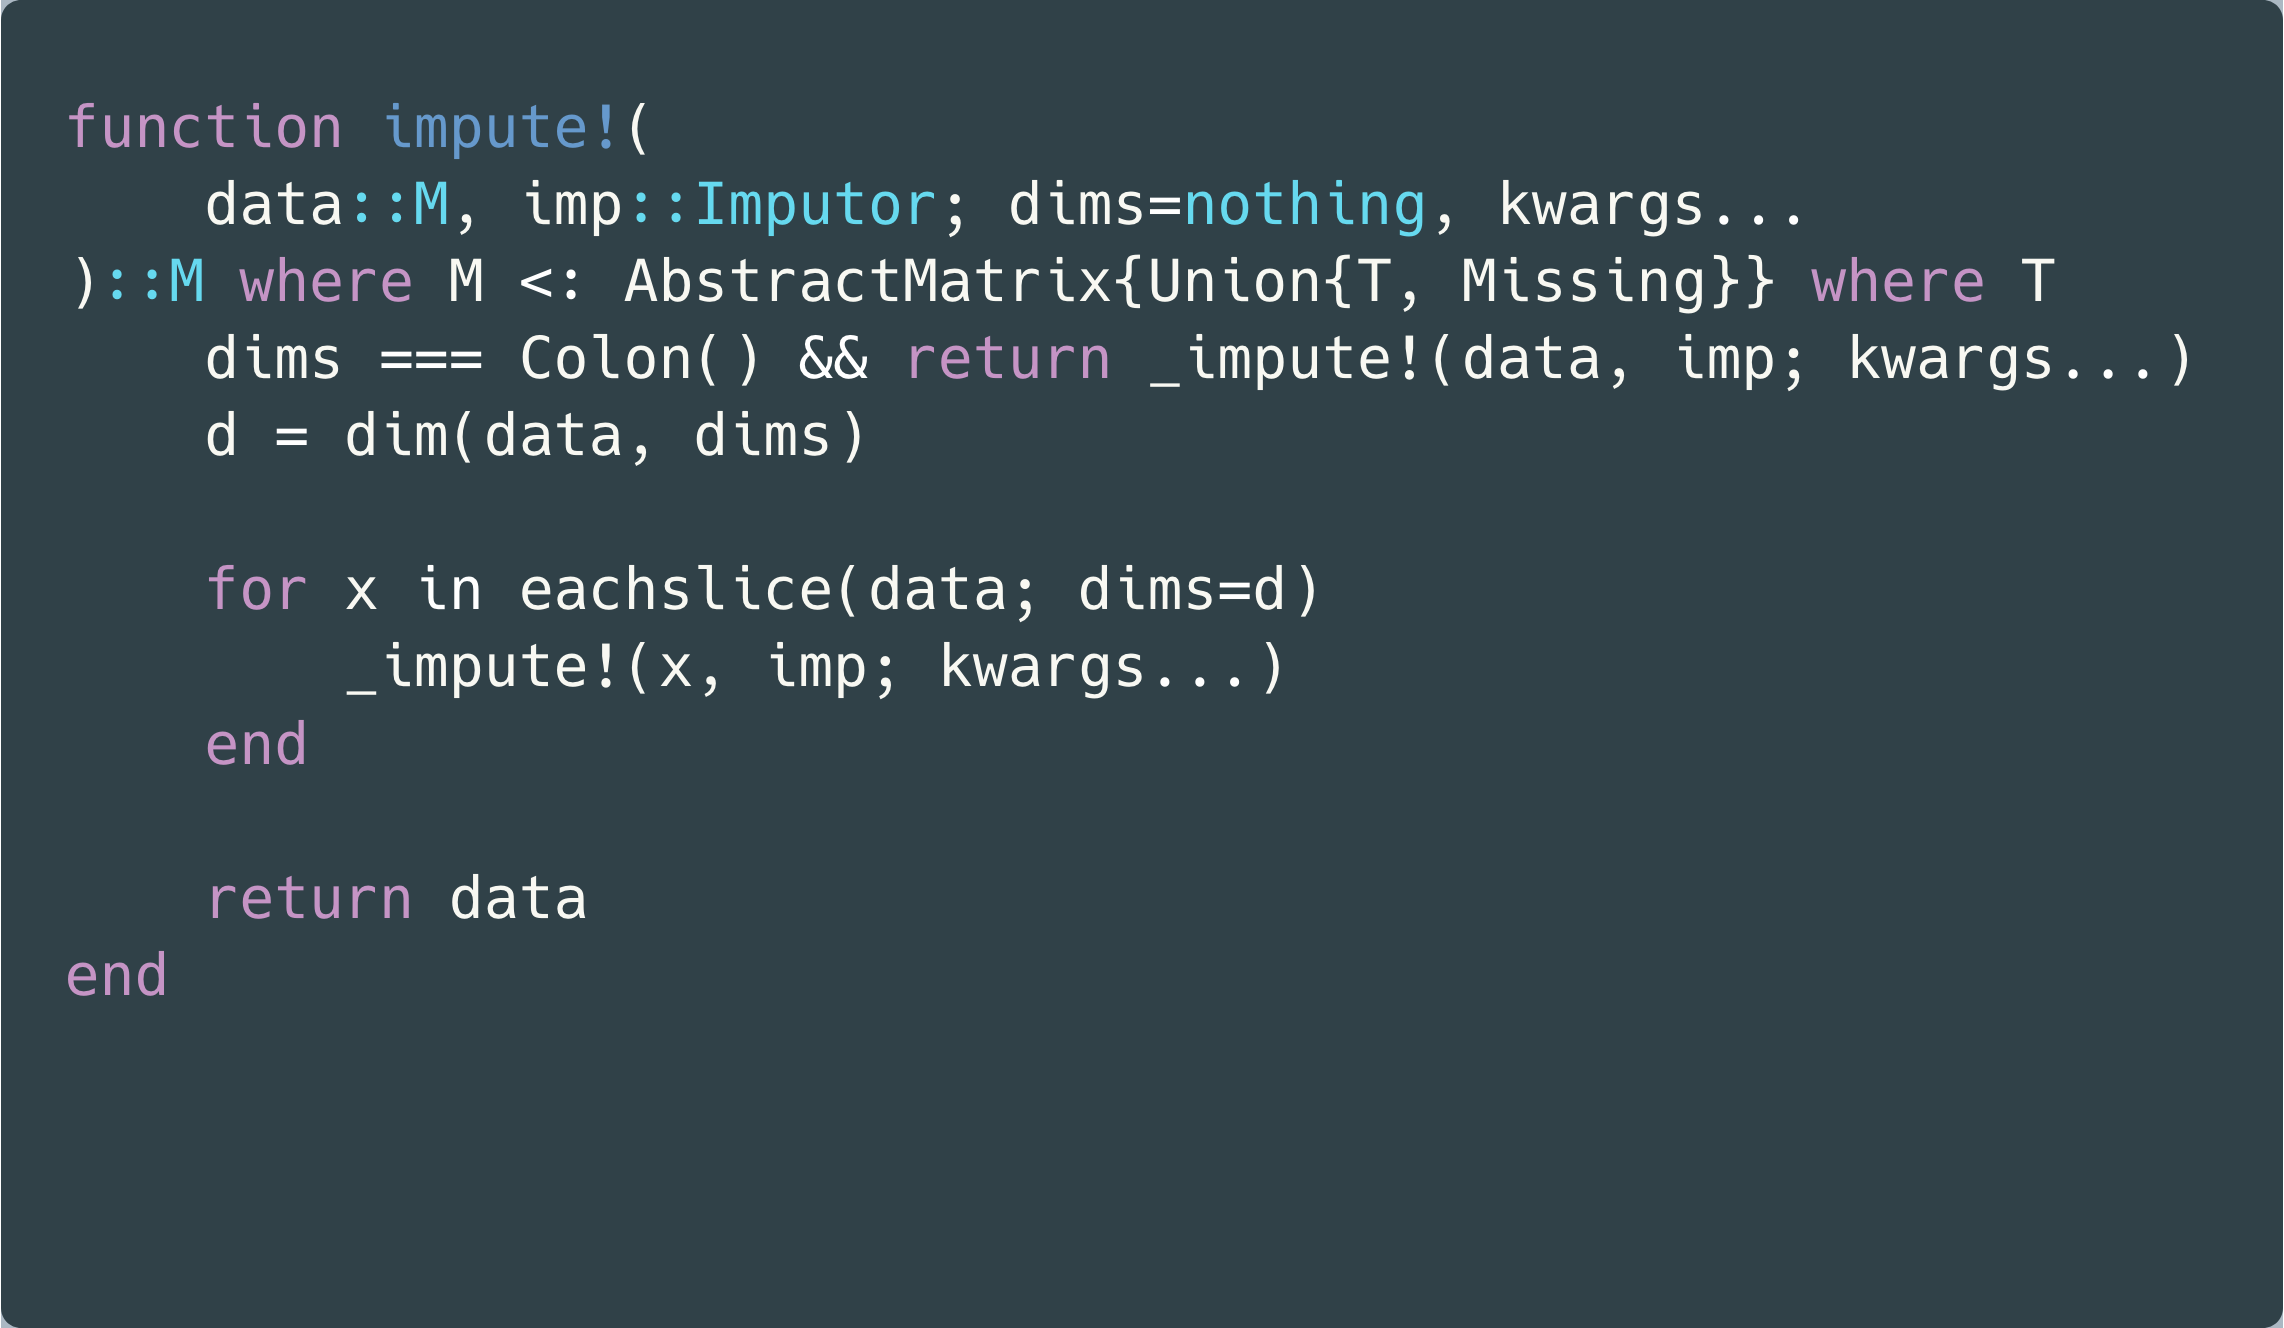 function impute!(
    data::M, imp::Imputor; dims=nothing, kwargs...
)::M where M <: AbstractMatrix{Union{T, Missing}} where T
    dims === Colon() && return _impute!(data, imp; kwargs...)
    d = dim(data, dims)

    for x in eachslice(data; dims=d)
        _impute!(x, imp; kwargs...)
    end

    return data
end